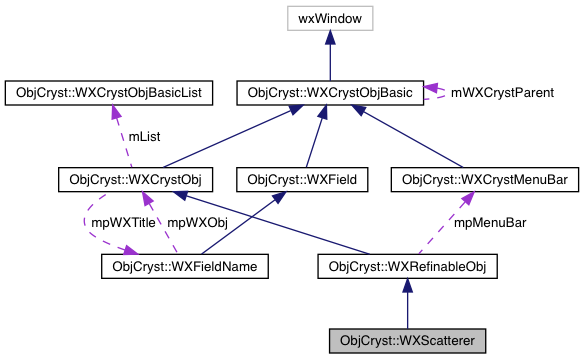 wxWindow
ObjCryst::WXCrystObjBasicList
ObjCryst::WXCrystObjBasic
mWXCrystParent
mList
ObjCryst::WXCrystObj
ObjCryst::WXField
ObjCryst::WXCrystMenuBar
mpWXTitle
mpWXObj
mpMenuBar
ObjCryst::WXFieldName
ObjCryst::WXRefinableObj
ObjCryst::WXScatterer